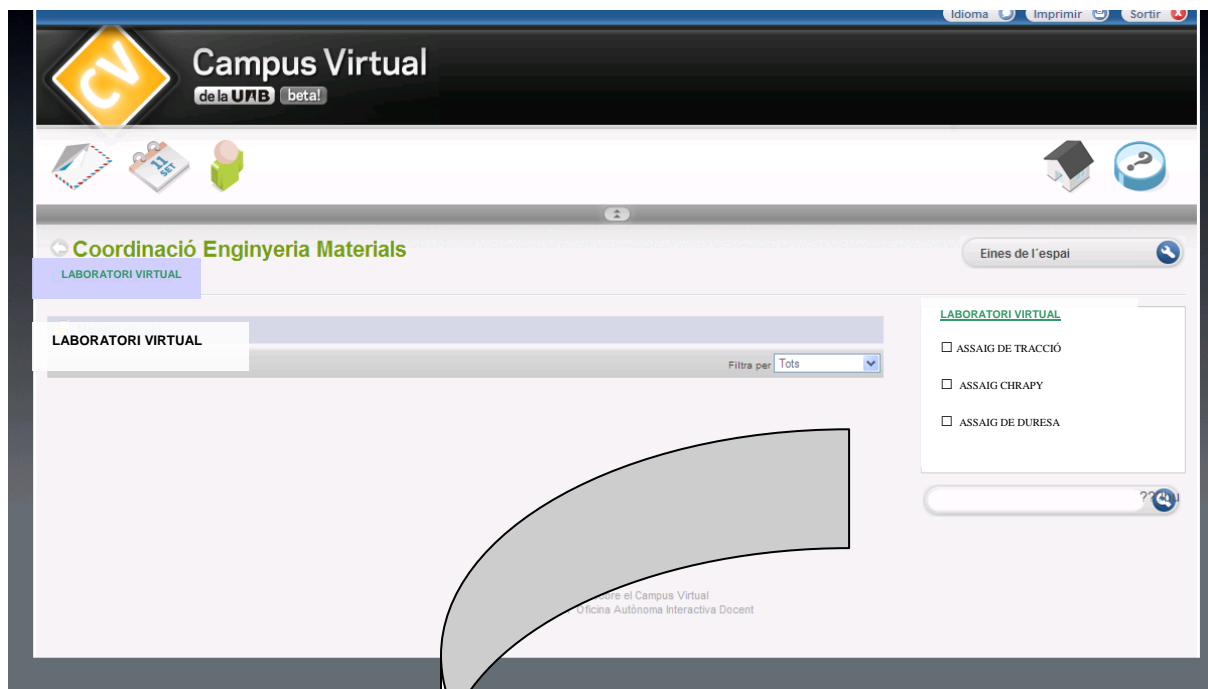 Idioma
Imprimir
Sortir
CV
Campus Virtual
de la UAB beta!
11
SET
Coordinació Enginyeria Materials
Eines de l'espai
LABORATORI VIRTUAL
LABORATORI VIRTUAL
LABORATORI VIRTUAL
Filtra per Tots
ASSAIG DE TRACCIÓ
ASSAIG CHRAPY
ASSAIG DE DURESA
el Campus Virtual
Oficina Autònoma Interactiva Docent